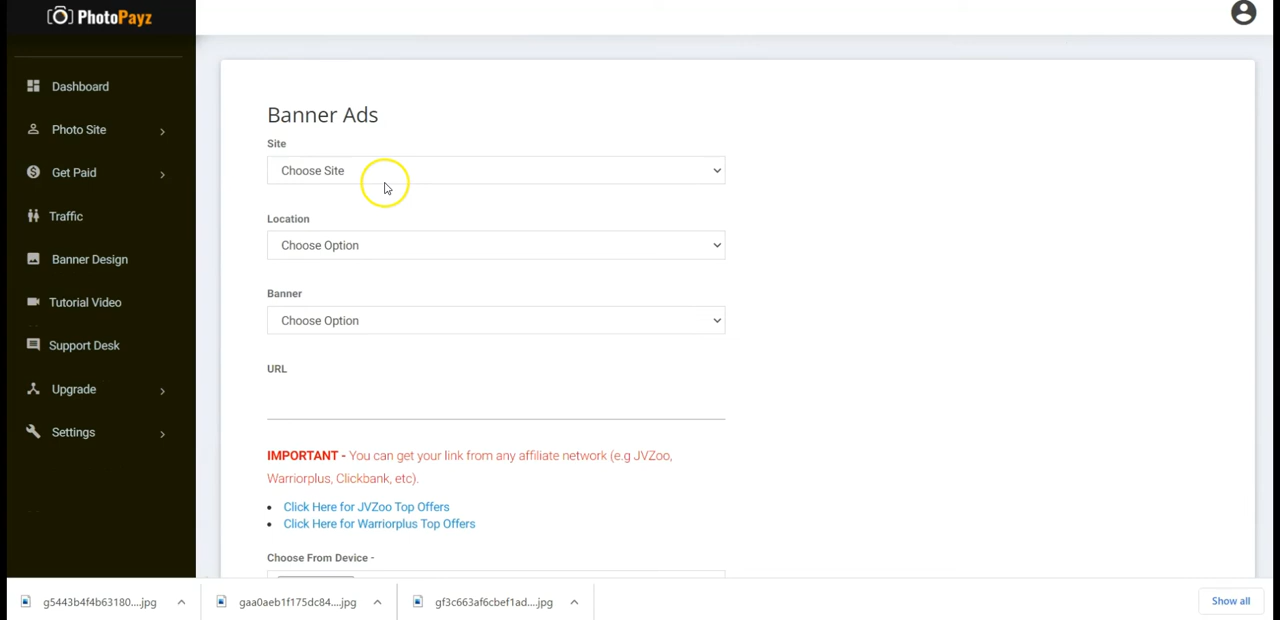 PhotoPayz
Dashboard
Photo Site
Get Paid
Traffic
Banner Design
Tutorial Video
Support Desk
Upgrade
Settings
Banner Ads
Site
Choose Site
Location
Choose Option
Banner
Choose Option
URL
IMPORTANT - You can get your link from any affiliate network (e.g JVZoo,
Warriorplus, Clickbank, etc).
Click Here for JVZoo Top Offers
Click Here for Warriorplus Top Offers
Choose From Device -
g5443b4f4b63180....jpg
gaa0aeb1f175dc84....jpg
gf3c663af6cbef1ad....jpg
Show all